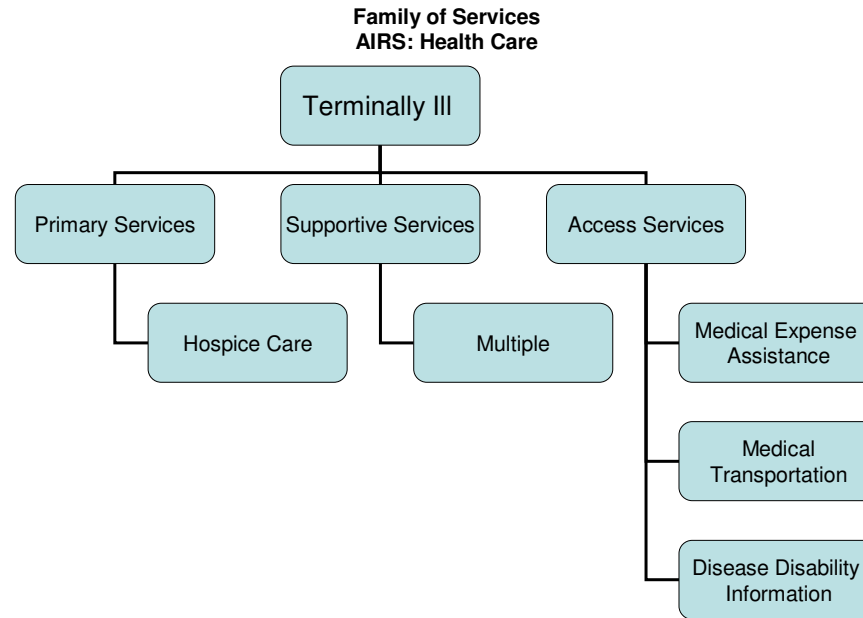 Family of Services
AIRS: Health Care
Terminally Ill
Primary Services
Supportive Services
Access Services
Hospice Care
Multiple
Medical Expense
Assistance
Medical
Transportation
Disease Disability
Information